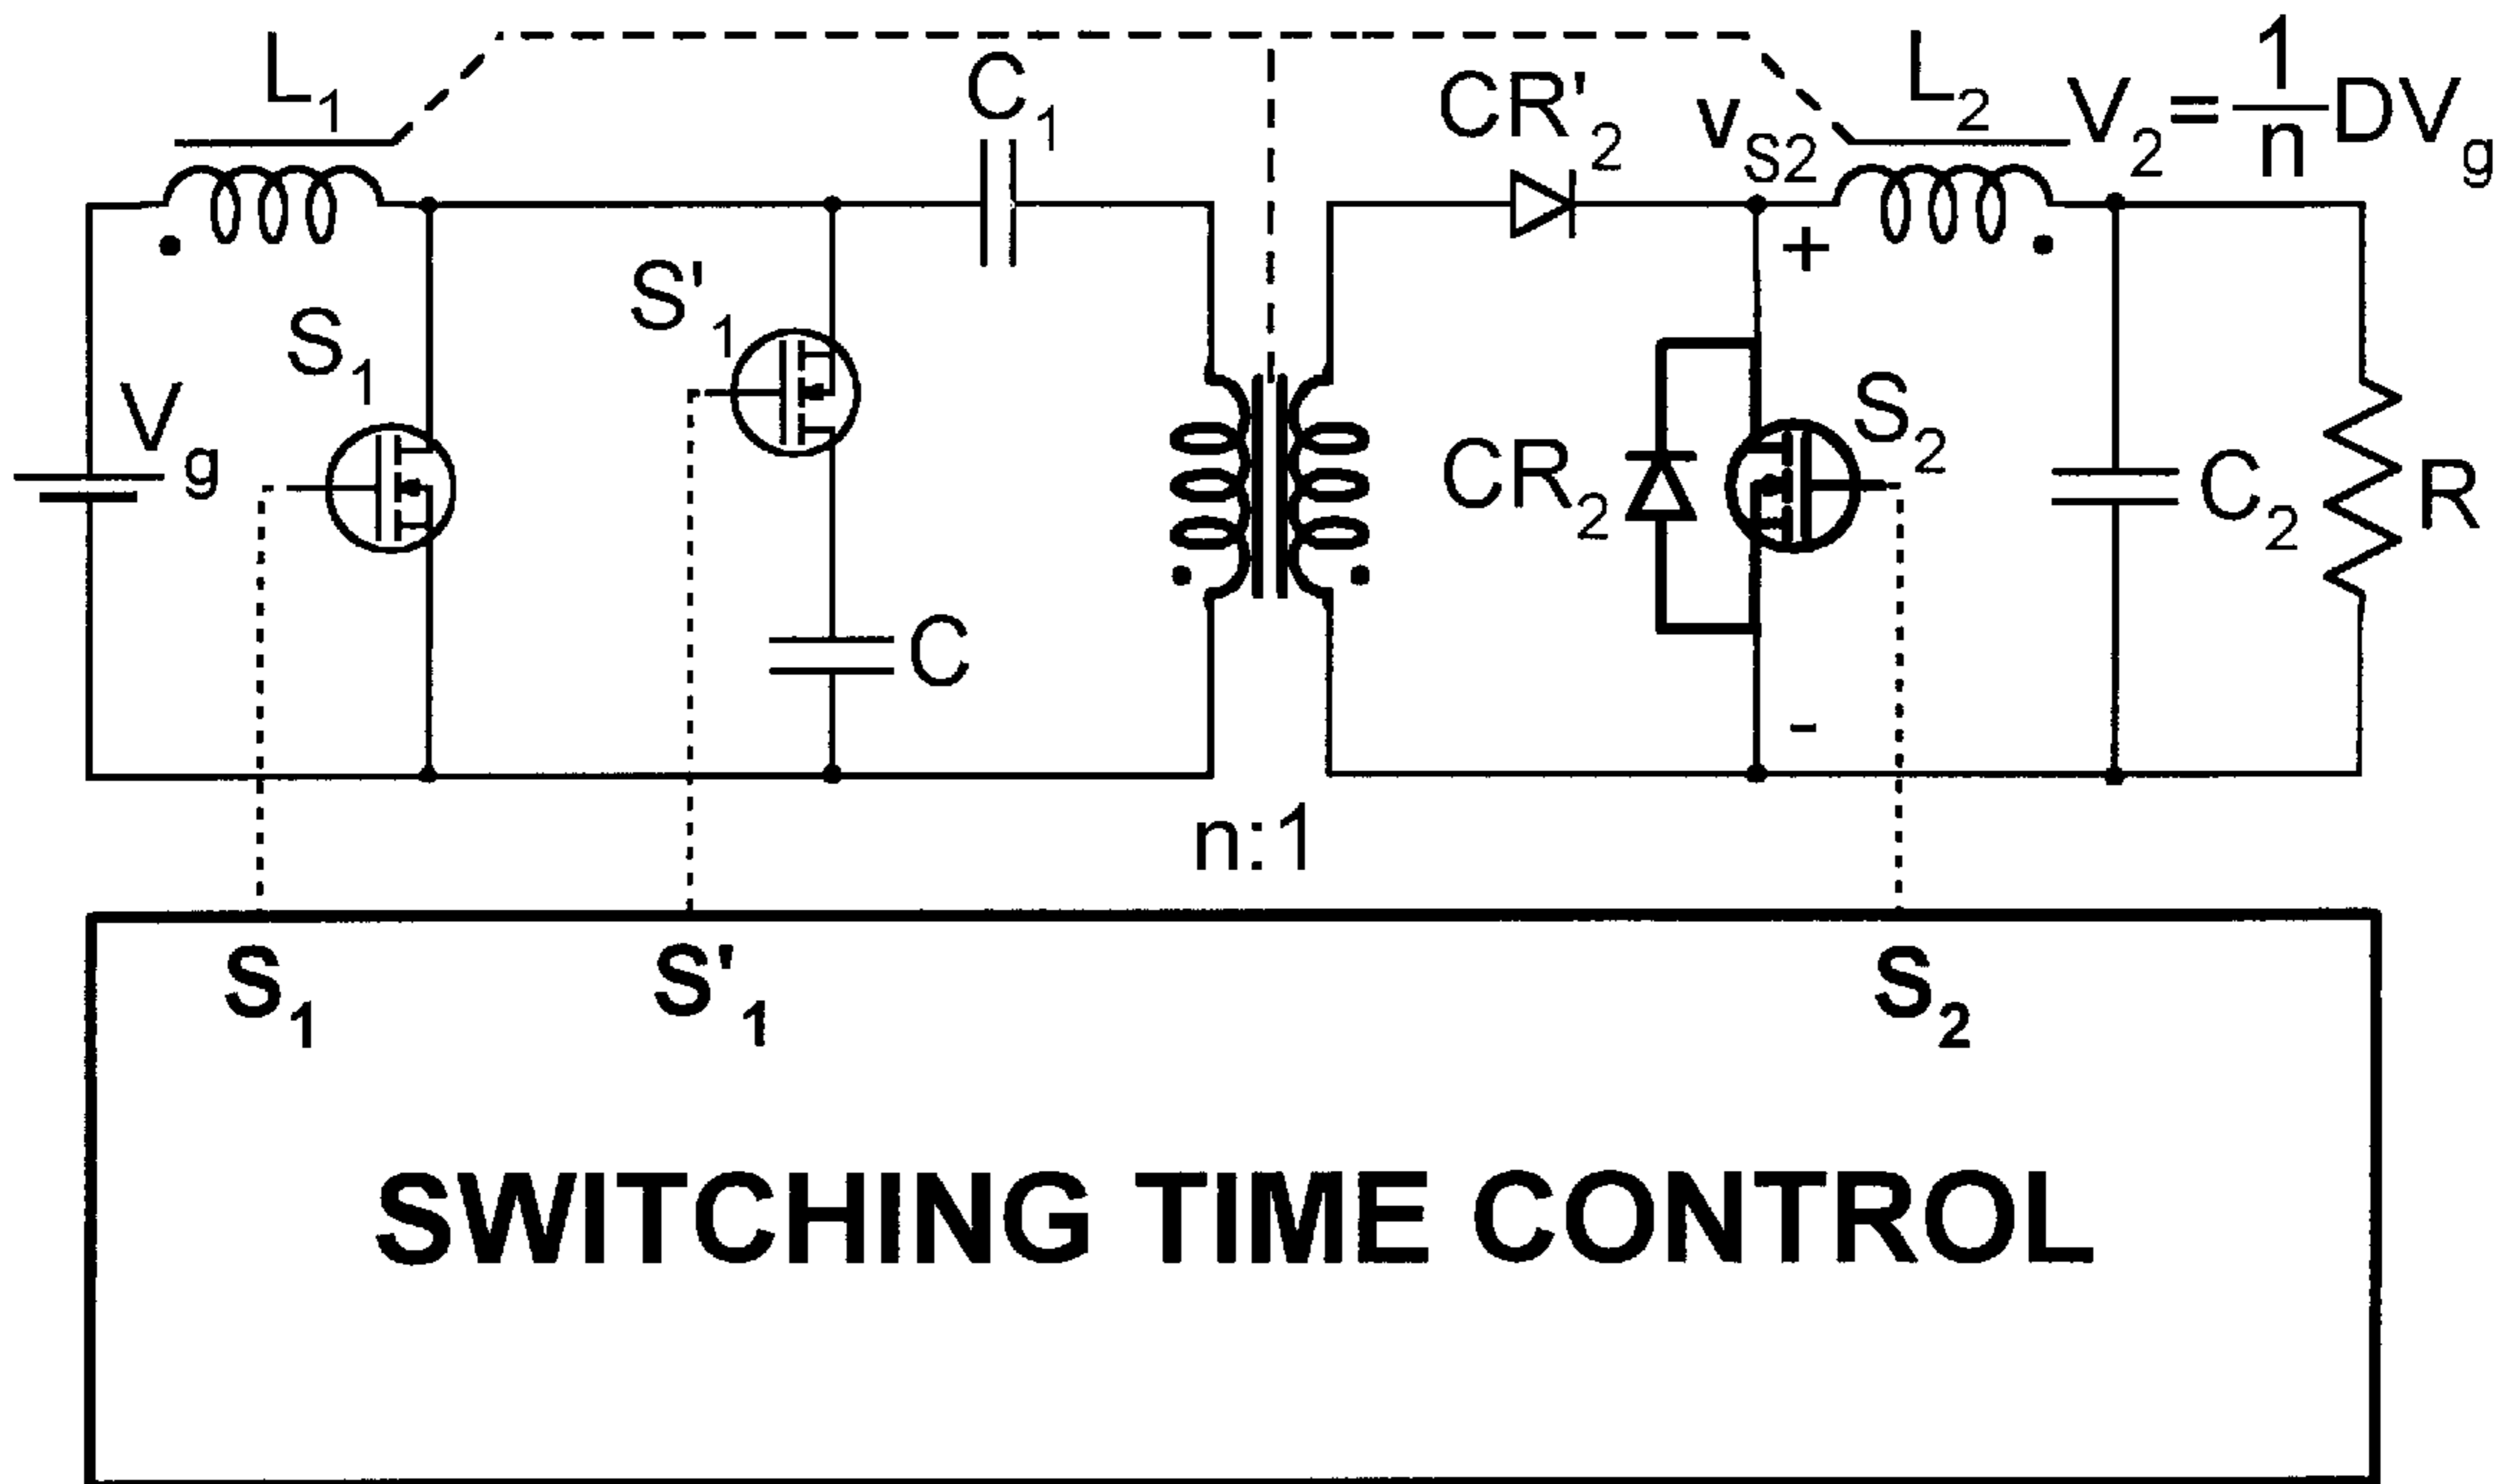 L1
C1
CR'2
vS2
L2
V2=1/n DVg
S'1
S1
Vg
S2
CR2
C2
R
+
C
-
n:1
S1 S'1 S2
SWITCHING TIME CONTROL